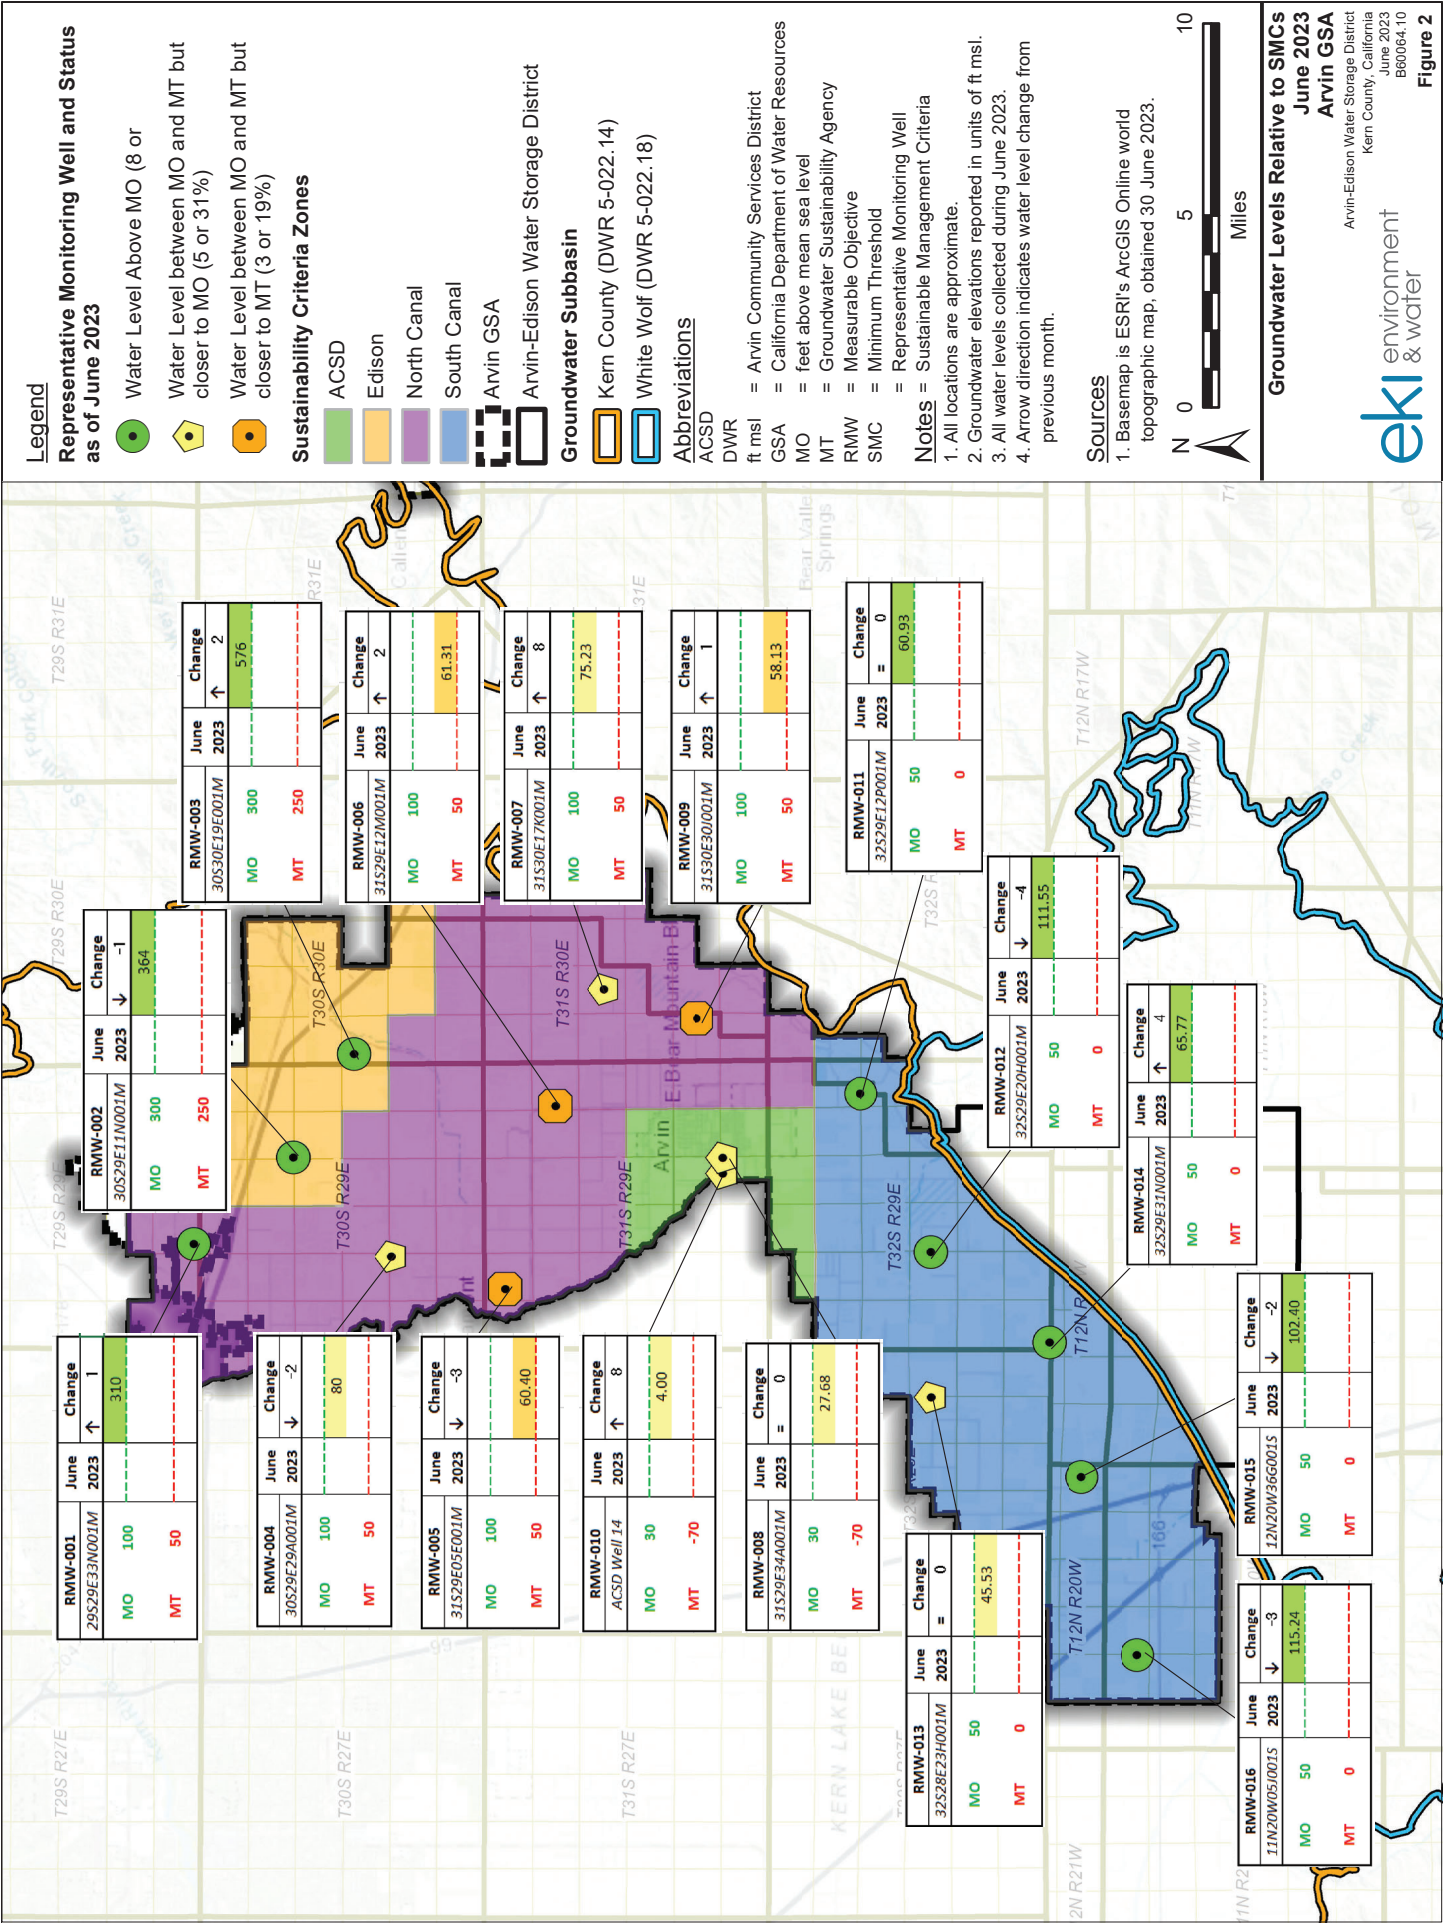 Legend
Representative Monitoring Well and Status
as of June 2023
Water Level Above MO (8 or
Water Level between MO and MT but
closer to MO (5 or 31%)
Water Level between MO and MT but
closer to MT (3 or 19%)
Sustainability Criteria Zones
ACSD
Edison
North Canal
South Canal
Arvin GSA
Arvin-Edison Water Storage District
Groundwater Subbasin
Kern County (DWR 5-022.14)
White Wolf (DWR 5-022.18)
Abbreviations
ACSD = Arvin Community Services District
DWR = California Department of Water Resources
ft msl = feet above mean sea level
GSA = Groundwater Sustainability Agency
MO = Measurable Objective
MT = Minimum Threshold
RMW = Representative Monitoring Well
SMC = Sustainable Management Criteria
Notes
1. All locations are approximate.
2. Groundwater elevations reported in units of ft msl.
3. All water levels collected during June 2023.
4. Arrow direction indicates water level change from
previous month.
Sources
1. Basemap is ESRI's ArcGIS Online world
topographic map, obtained 30 June 2023.
N
0 5 10
Miles
Groundwater Levels Relative to SMCs
June 2023
Arvin GSA
Arvin-Edison Water Storage District
Kern County, California
June 2023
B60064.10
Figure 2
eki environment
& water
RMW-001 June Change
29S29E33N001M 2023 ↑ 1
MO 100 310
MT 50
RMW-002 June Change
30S29E11N001M 2023 ↓ -1
MO 300 364
MT 250
RMW-003 June Change
30S30E19E001M 2023 ↑ 2
MO 300 576
MT 250
RMW-004 June Change
30S29E29A001M 2023 ↓ -2
MO 100 80
MT 50
RMW-006 June Change
31S29E12M001M 2023 ↑ 2
MO 100 61.31
MT 50
RMW-005 June Change
31S29E05E001M 2023 ↓ -3
MO 100 60.40
MT 50
RMW-007 June Change
31S30E17K001M 2023 ↑ 8
MO 100 75.23
MT 50
RMW-010 June Change
ACSD Well 14 2023 ↑ 8
MO 30 4.00
MT -70
RMW-009 June Change
31S30E30J001M 2023 ↑ 1
MO 100 58.13
MT 50
RMW-008 June Change
31S29E34A001M 2023 = 0
MO 30 27.68
MT -70
RMW-011 June Change
32S29E12P001M 2023 = 0
MO 50 60.93
MT 0
RMW-013 June Change
32S28E23H001M 2023 = 0
MO 50 45.53
MT 0
RMW-012 June Change
32S29E20H001M 2023 ↓ -4
MO 50 111.55
MT 0
RMW-014 June Change
32S29E31N001M 2023 ↑ 4
MO 50 65.77
MT 0
RMW-015 June Change
12N20W36G001S 2023 ↓ -2
MO 50 102.40
MT 0
RMW-016 June Change
11N20W05J001S 2023 ↓ -3
MO 50 115.24
MT 0
T29S R27E
T29S R29E
T29S R30E
T29S R31E
T30S R27E
T30S R29E
T30S R30E
R31E
T31S R27E
T31S R29E
T31S R30E
31E
T32S R29E
T32S R
T12N R20W
T12N R17W
T11N R17W
2N R21W
11N R2
T12N R
Arvin
E Bear Mountain B
KERN LAKE BE
Bear Valle
Springs
Calien
99
166